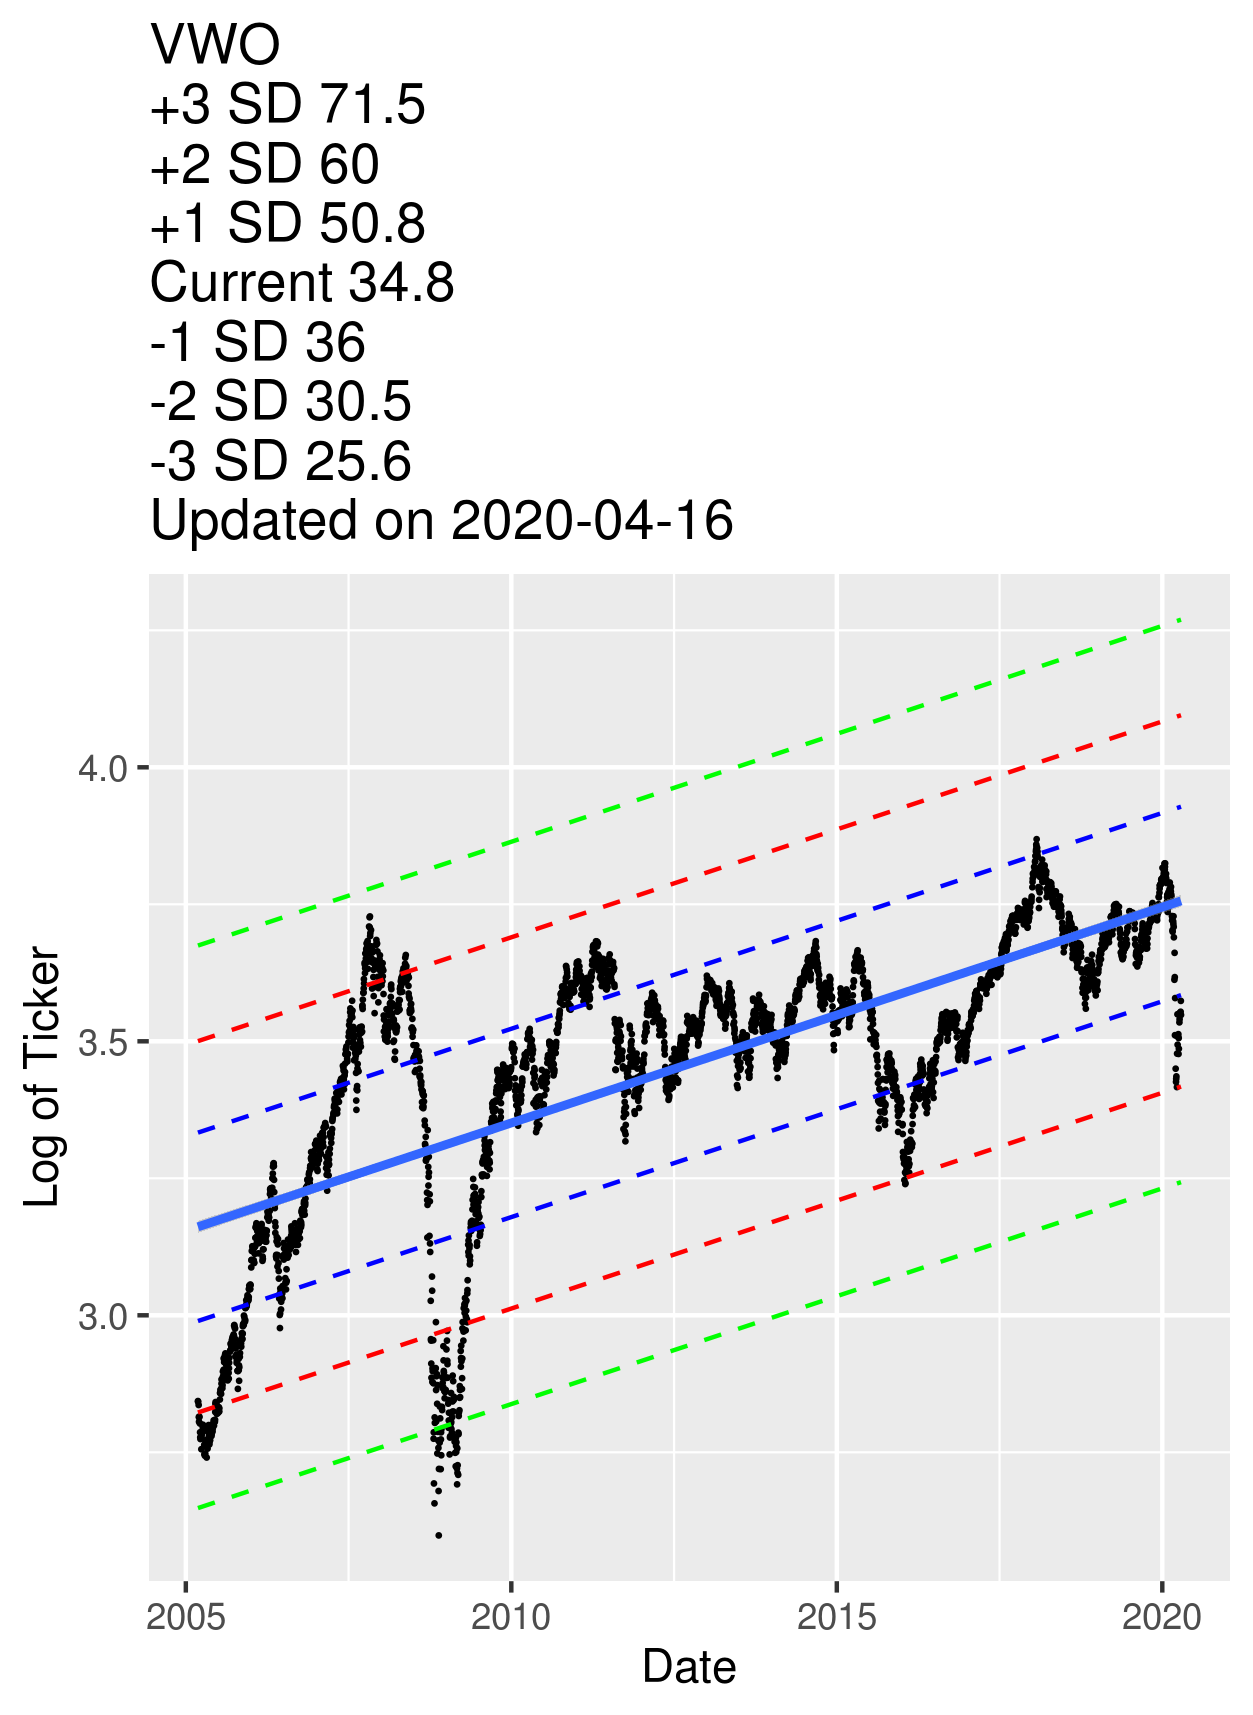 VWO
+3 SD 71.5
+2 SD 60
+1 SD 50.8
Current 34.8
-1 SD 36
-2 SD 30.5
-3 SD 25.6
Updated on 2020-04-16
4.0
3.5
3.0
Log of Ticker
2005 2010 2015 2020
Date